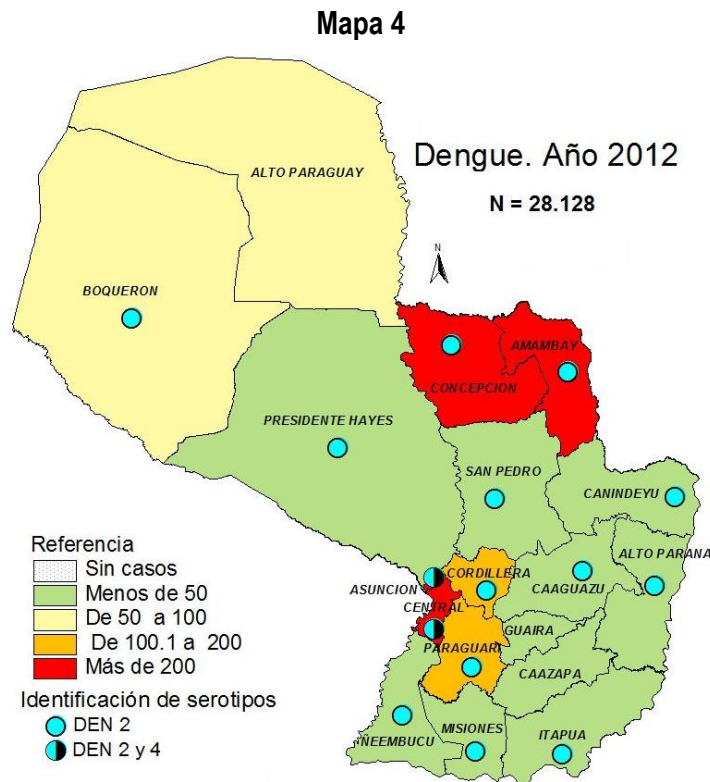 Mapa 4
Dengue. Año 2012
N = 28.128
N
ALTO PARAGUAY
BOQUERON
AMAMBAY
CONCEPCION
PRESIDENTE HAYES
SAN PEDRO
CANINDEYU
ALTO PARANA
ASUNCION
CORDILLERA
CAAGUAZU
CENTRAL
GUAIRA
PARAGUARI
CAAZAPA
ÑEEMBUCU
MISIONES
ITAPUA
Referencia
Sin casos
Menos de 50
De 50 a 100
De 100.1 a 200
Más de 200
Identificación de serotipos
DEN 2
DEN 2 y 4